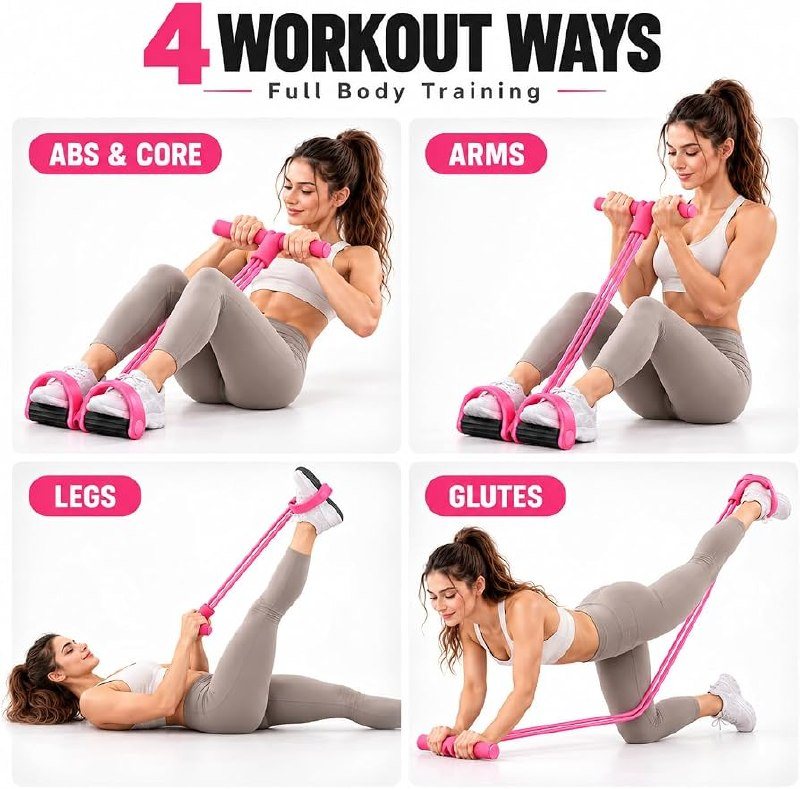 4 WORKOUT WAYS
Full Body Training
ABS & CORE
ARMS
LEGS
GLUTES